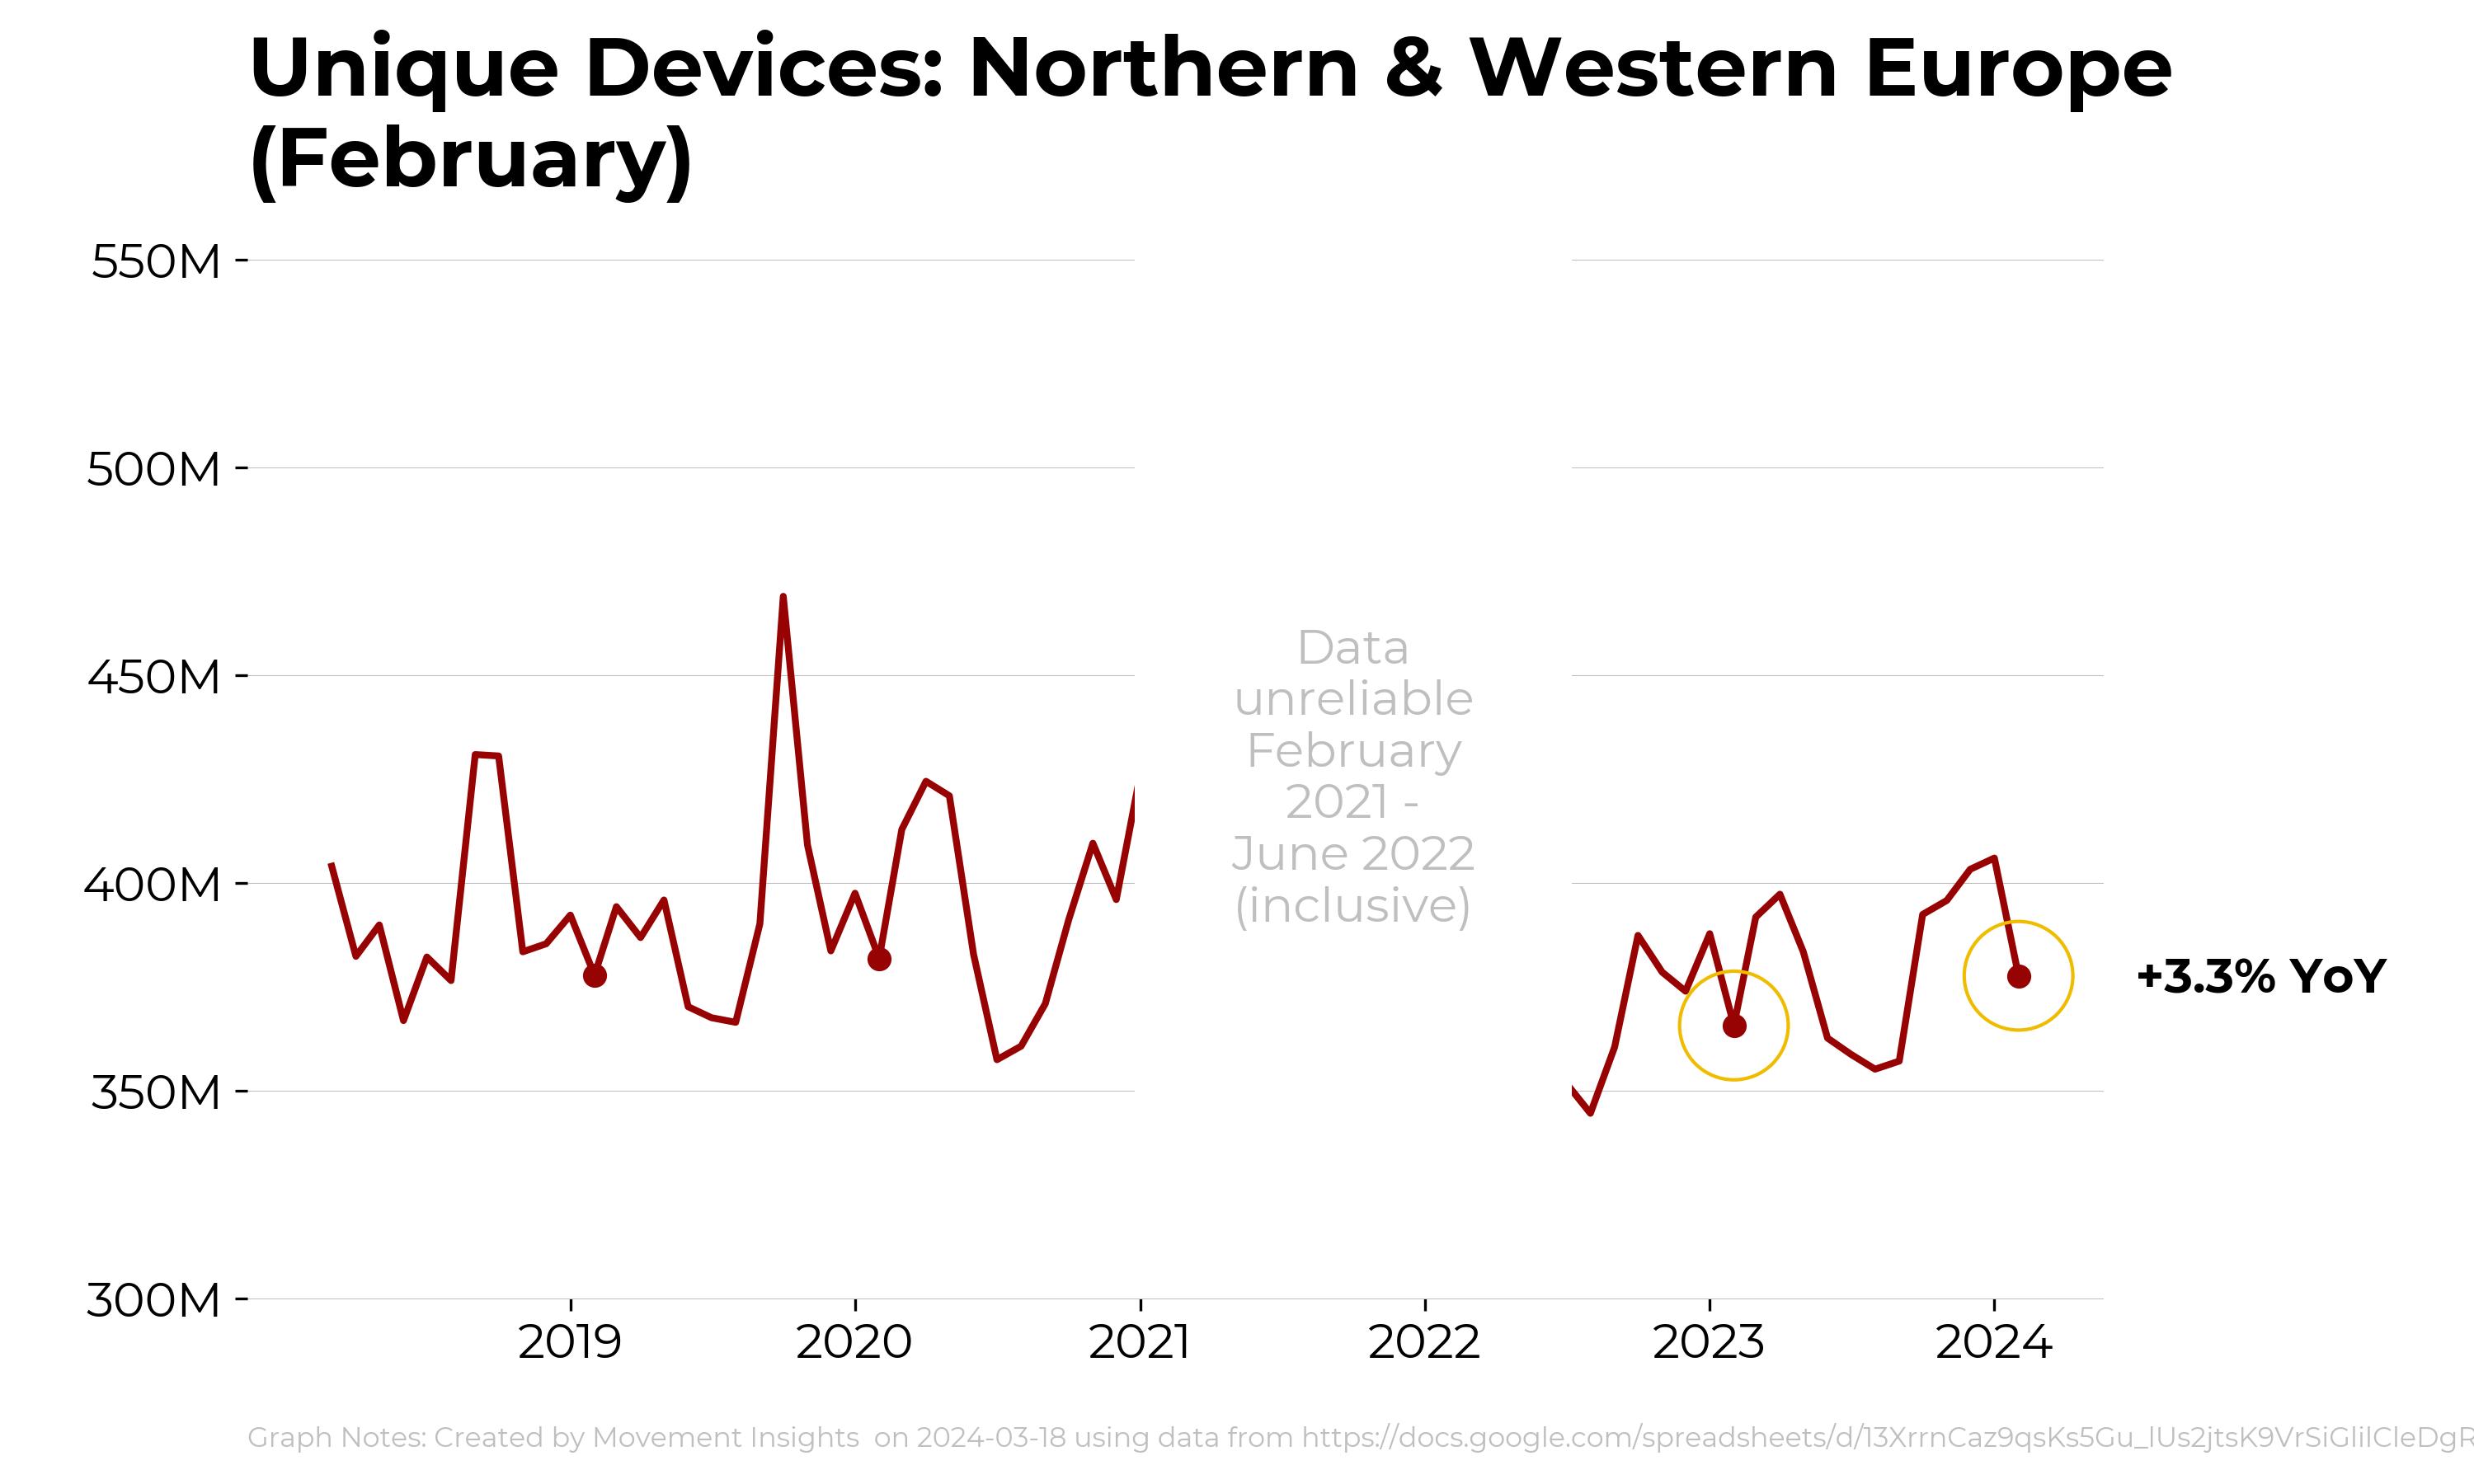 Unique Devices: Northern & Western Europe
(February)
550M
500M
450M
400M
350M
300M
Data
unreliable
February
2021 -
June 2022
(inclusive)
+3.3% YoY
2019
2020
2021
2022
2023
2024
Graph Notes: Created by Movement Insights  on 2024-03-18 using data from